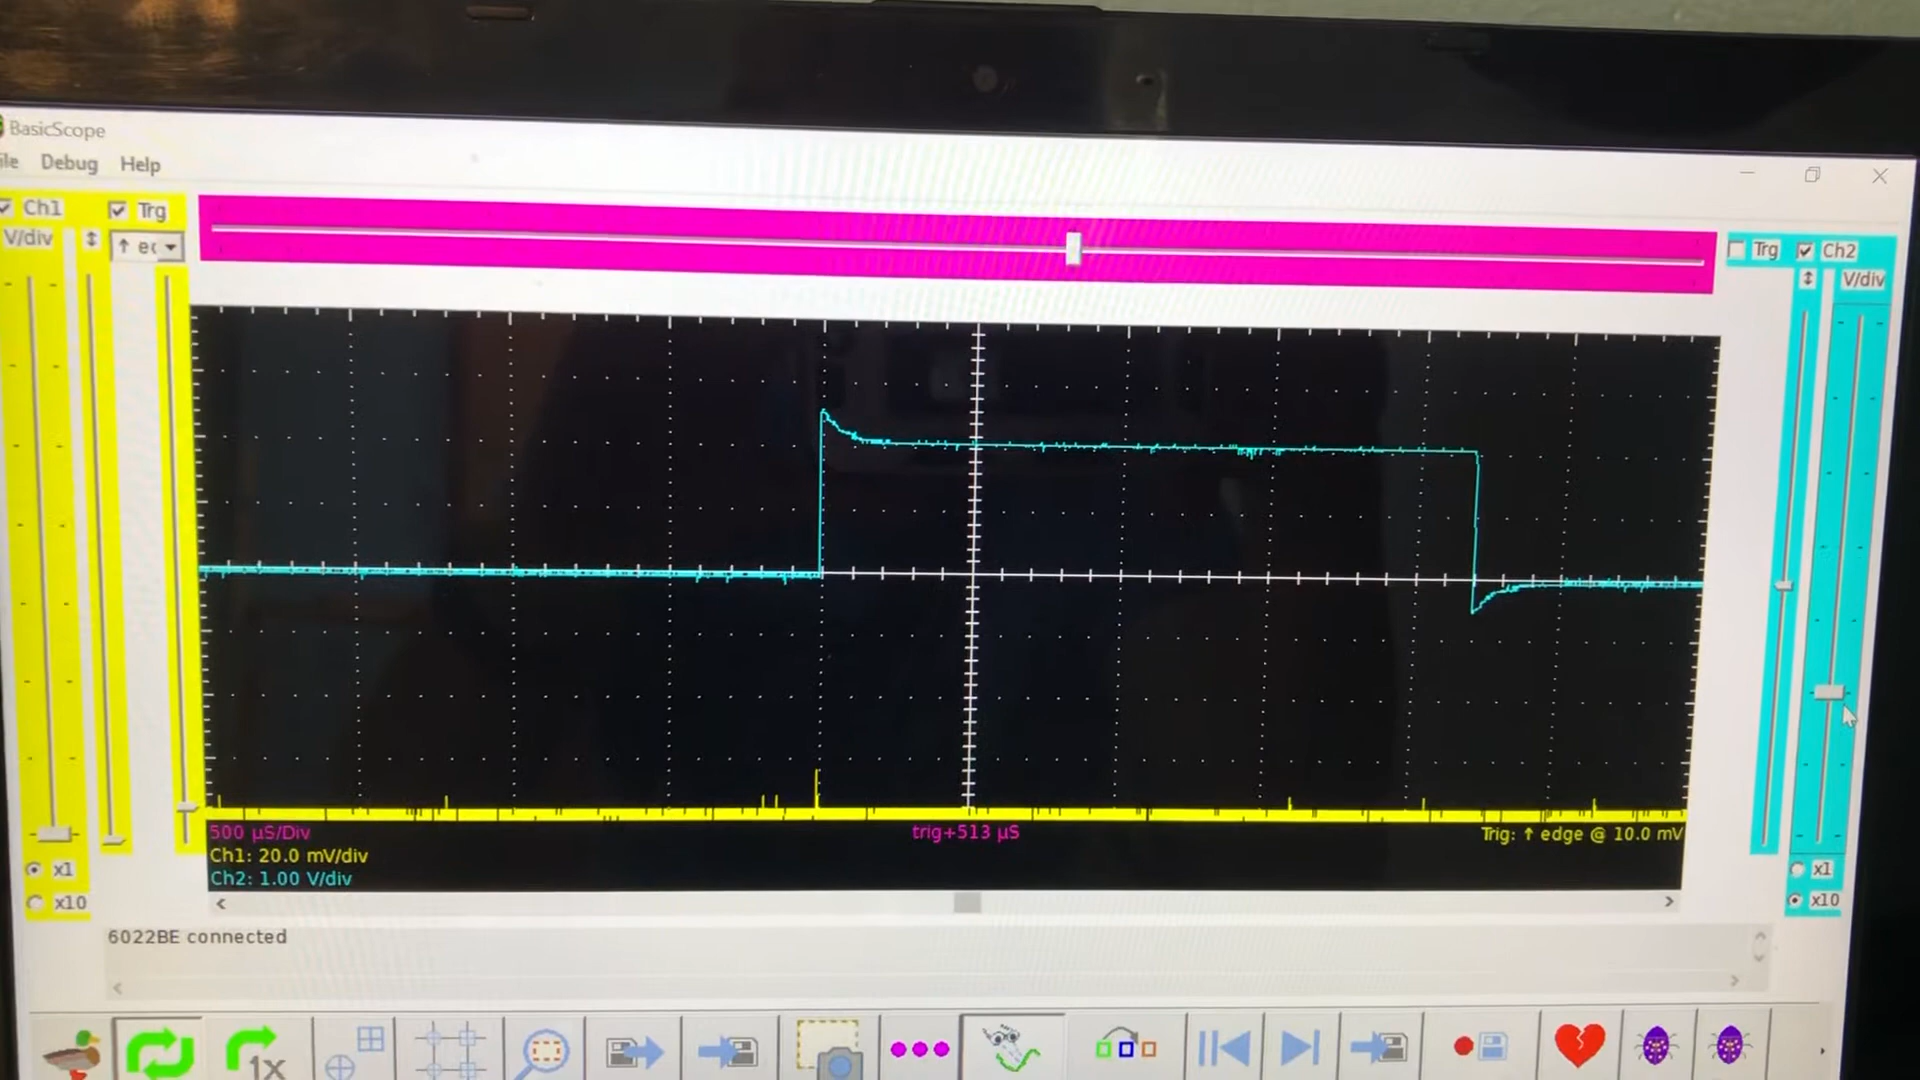 BasicScope
ile Debug Help
Ch1 Trg
V/div
↑ e
Trg Ch2
V/div
500 µS/Div
trig+513 µS
Trig: ↑ edge @ 10.0 mV
Ch1: 20.0 mV/div
Ch2: 1.00 V/div
x1
x10
x1
x10
6022BE connected
1x